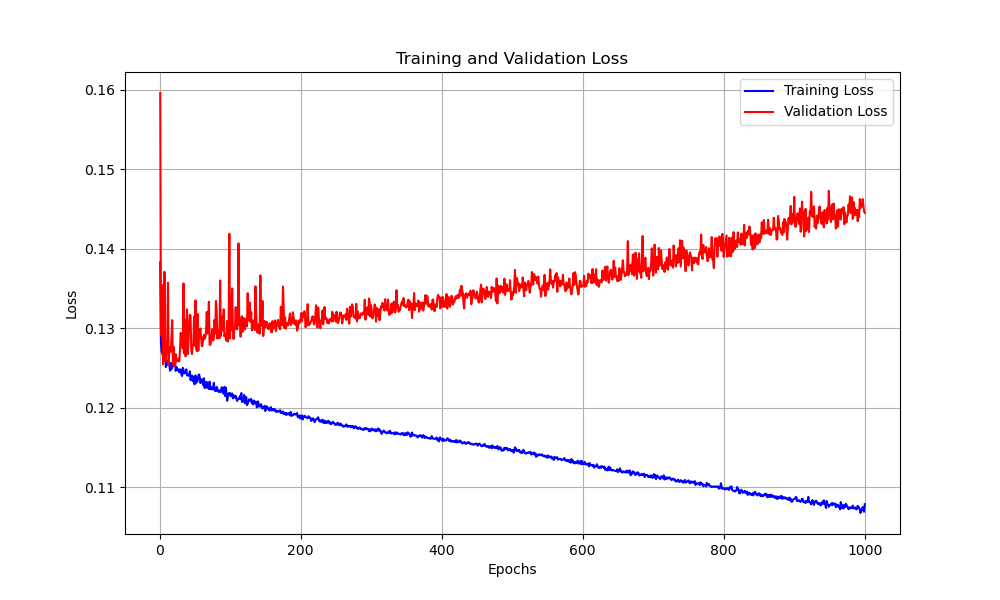 Training and Validation Loss
Training Loss
Validation Loss
0.16
0.15
0.14
0.13
0.12
0.11
Loss
0
200
400
600
800
1000
Epochs